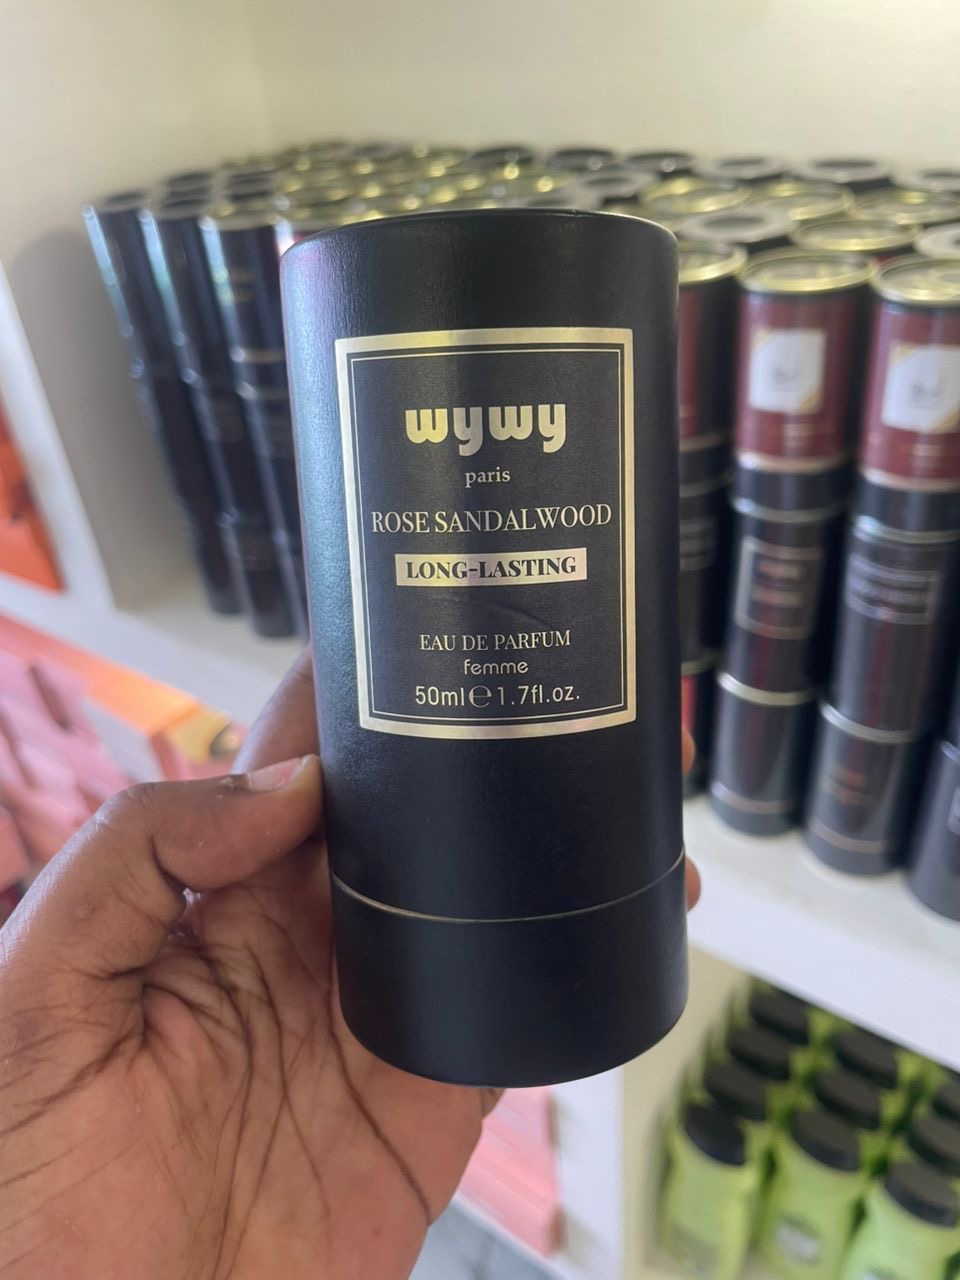 wywy
paris
ROSE SANDALWOOD
LONG-LASTING
EAU DE PARFUM
femme
50ml ℮ 1.7fl.oz.